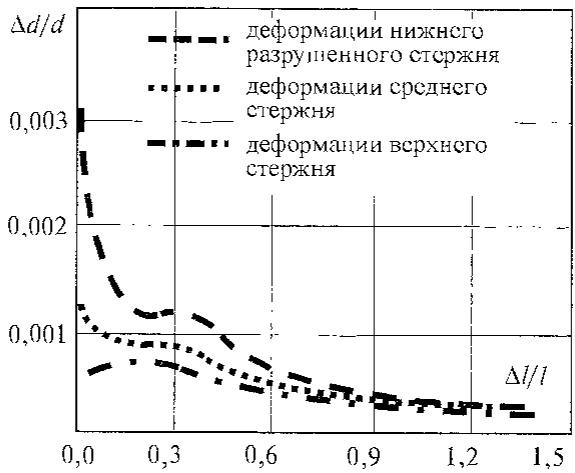 Δd/d
деформации нижнего
разрушенного стержня
деформации среднего
стержня
деформации верхнего
стержня
0,003
0,002
0,001
Δl/l
0,0 0,3 0,6 0,9 1,2 1,5